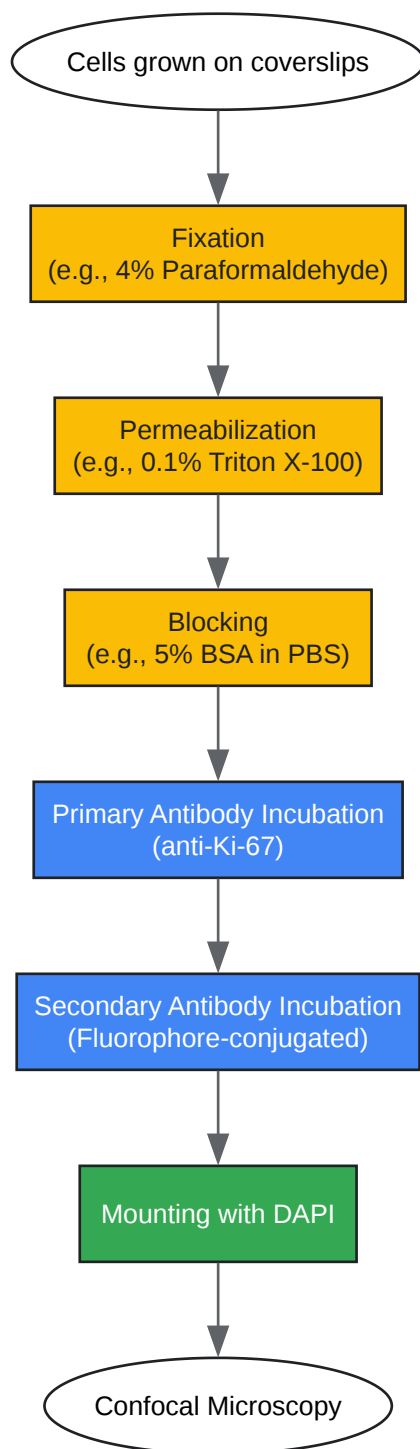 Cells grown on coverslips
Fixation
(e.g., 4% Paraformaldehyde)
Permeabilization
(e.g., 0.1% Triton X-100)
Blocking
(e.g., 5% BSA in PBS)
Primary Antibody Incubation
(anti-Ki-67)
Secondary Antibody Incubation
(Fluorophore-conjugated)
Mounting with DAPI
Confocal Microscopy